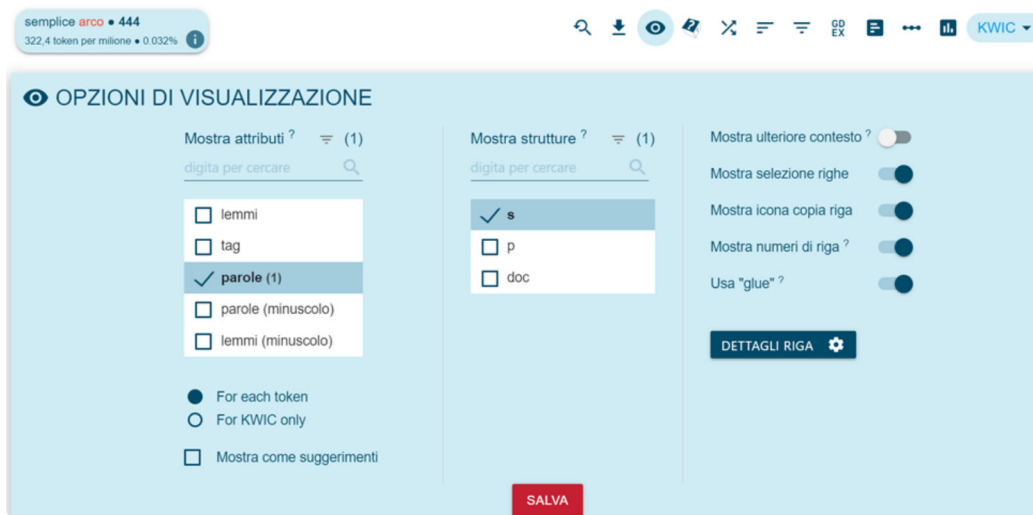 semplice arco • 444
322,4 token per milione • 0.032% i
GD
EX
KWIC
OPZIONI DI VISUALIZZAZIONE
Mostra attributi ? (1)
digita per cercare
lemmi
tag
parole (1)
parole (minuscolo)
lemmi (minuscolo)
For each token
For KWIC only
Mostra come suggerimenti
Mostra strutture ? (1)
digita per cercare
s
p
doc
Mostra ulteriore contesto ?
Mostra selezione righe
Mostra icona copia riga
Mostra numeri di riga ?
Usa "glue" ?
DETTAGLI RIGA
SALVA